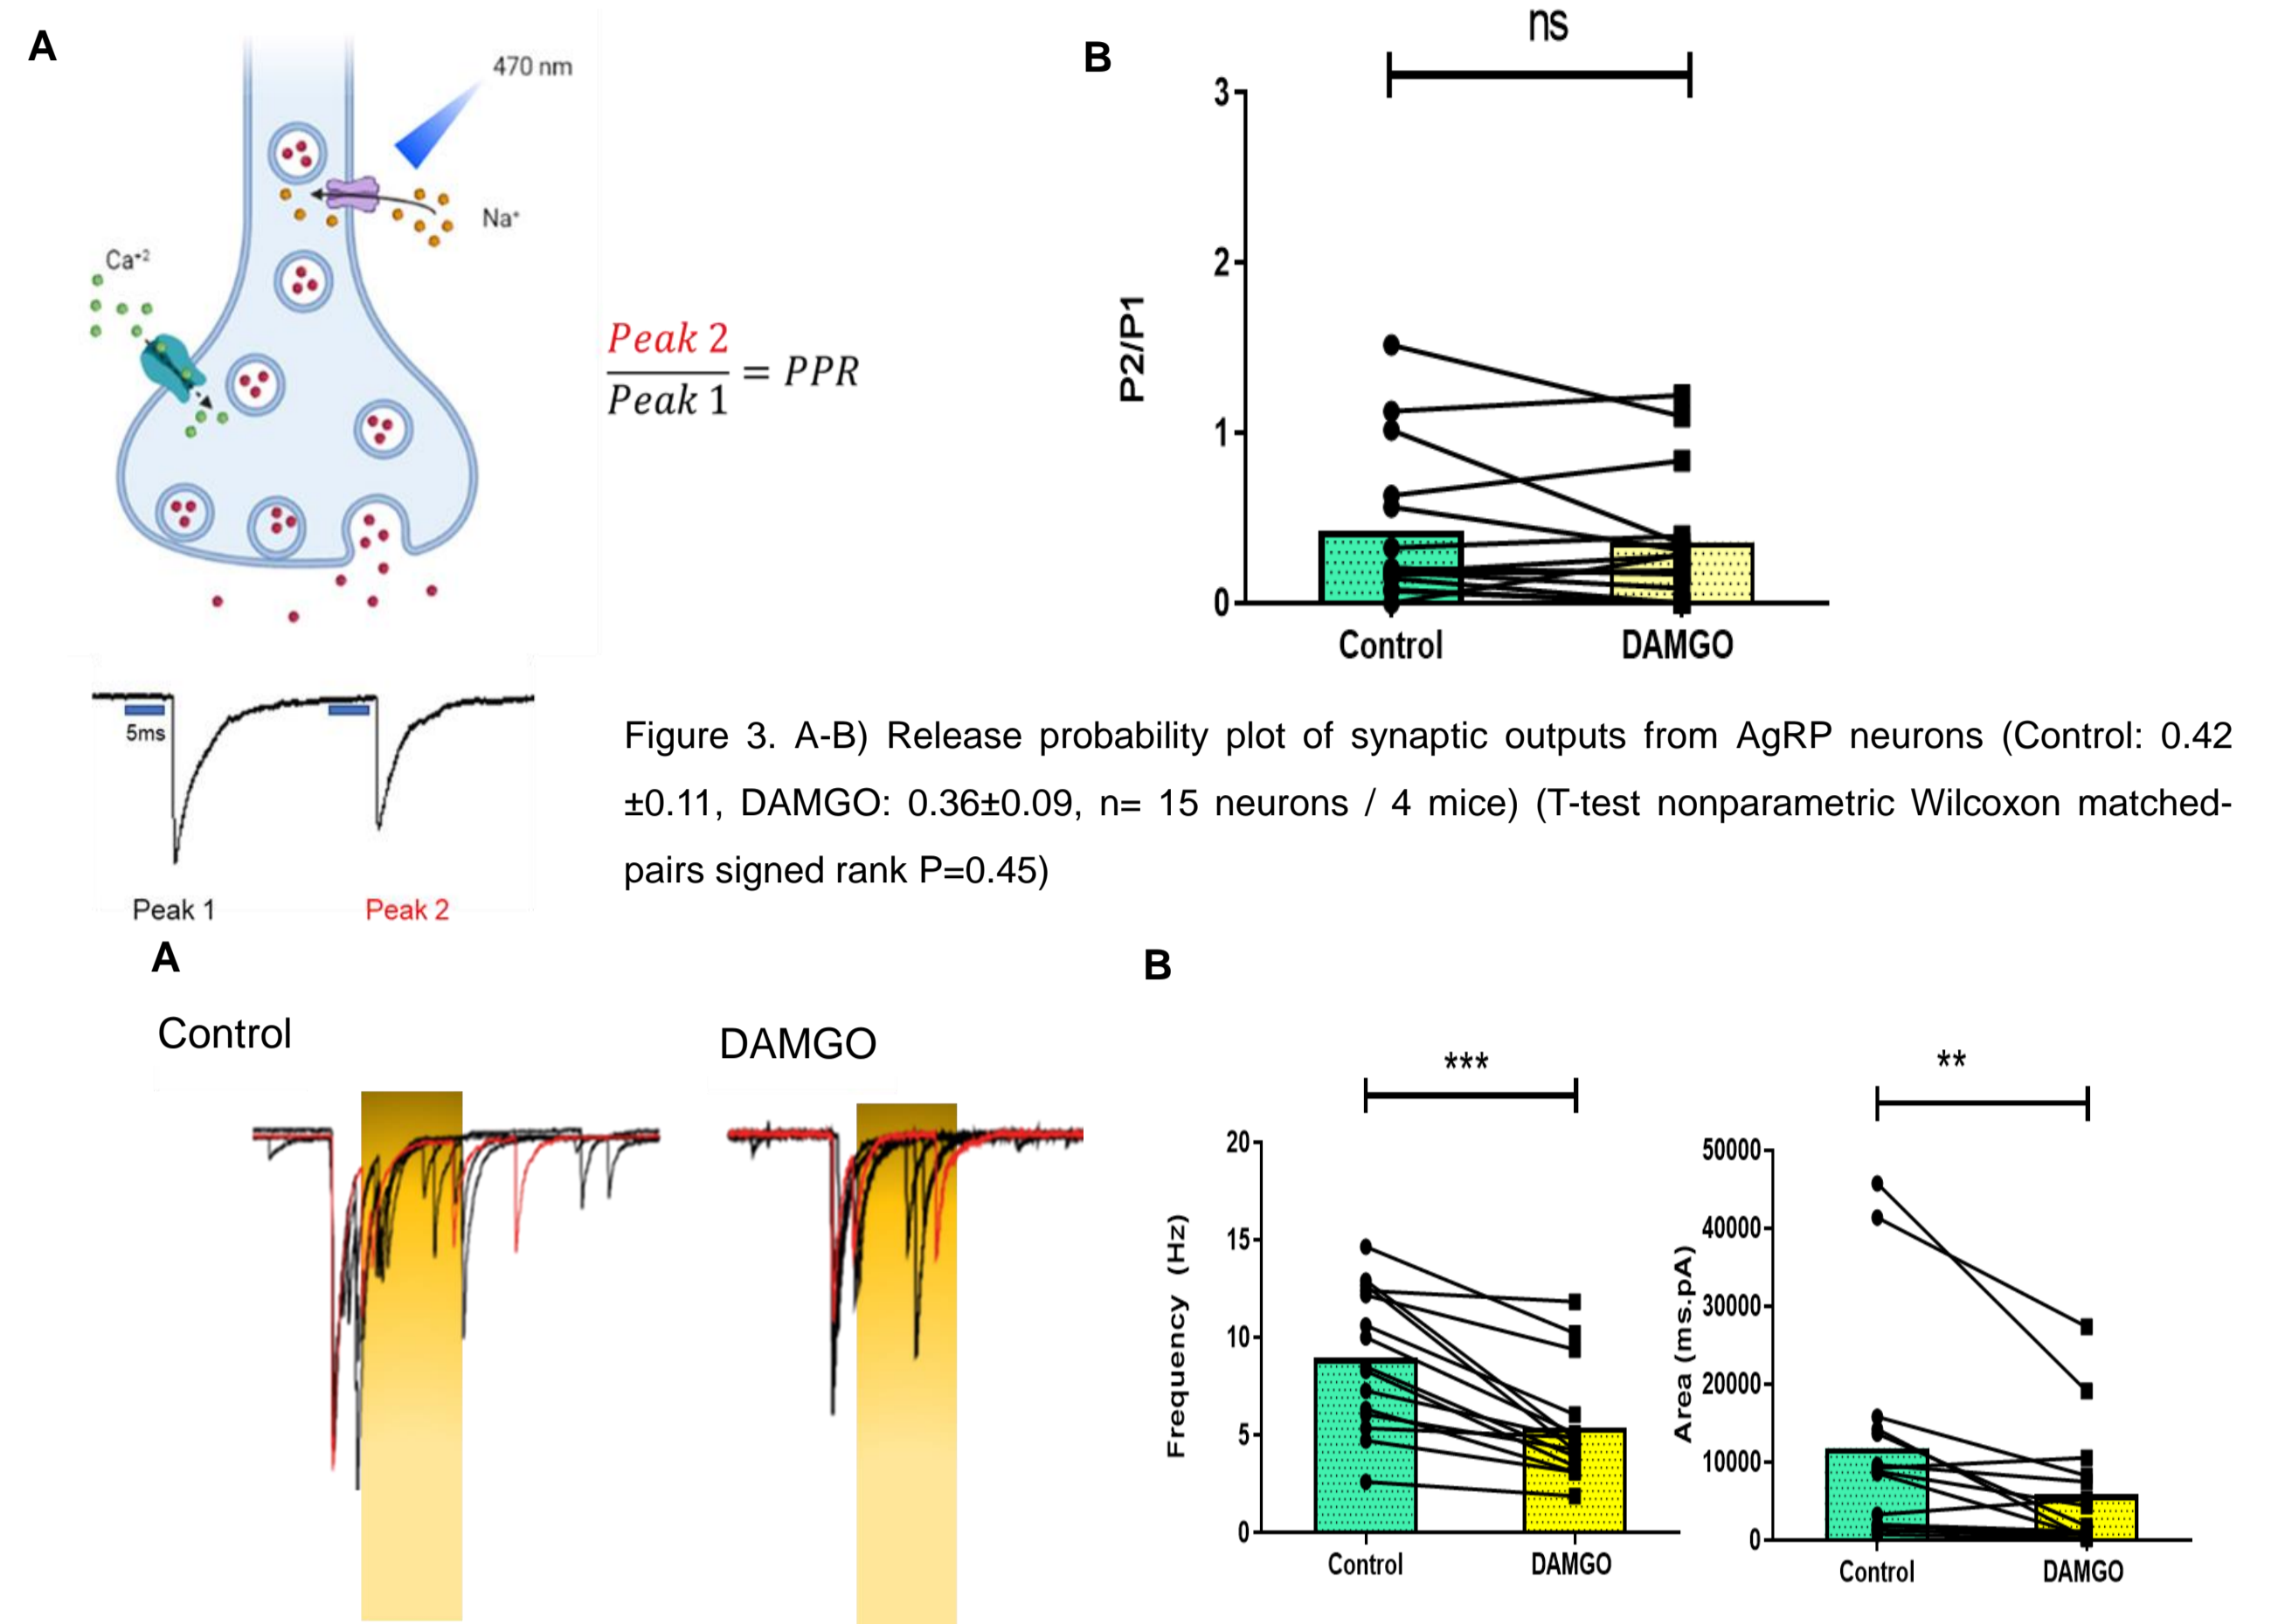 A
470 nm
Na⁺
Ca⁺²
Peak 2
Peak 1
= PPR
5ms
Peak 1
Peak 2
B
ns
3
2
1
0
P2/P1
Control
DAMGO
Figure 3. A-B) Release probability plot of synaptic outputs from AgRP neurons (Control: 0.42
±0.11, DAMGO: 0.36±0.09, n= 15 neurons / 4 mice) (T-test nonparametric Wilcoxon matched-
pairs signed rank P=0.45)
A
Control
DAMGO
B
***
20
15
10
5
0
Frequency (Hz)
Control
DAMGO
**
50000
40000
30000
20000
10000
0
Area (ms.pA)
Control
DAMGO